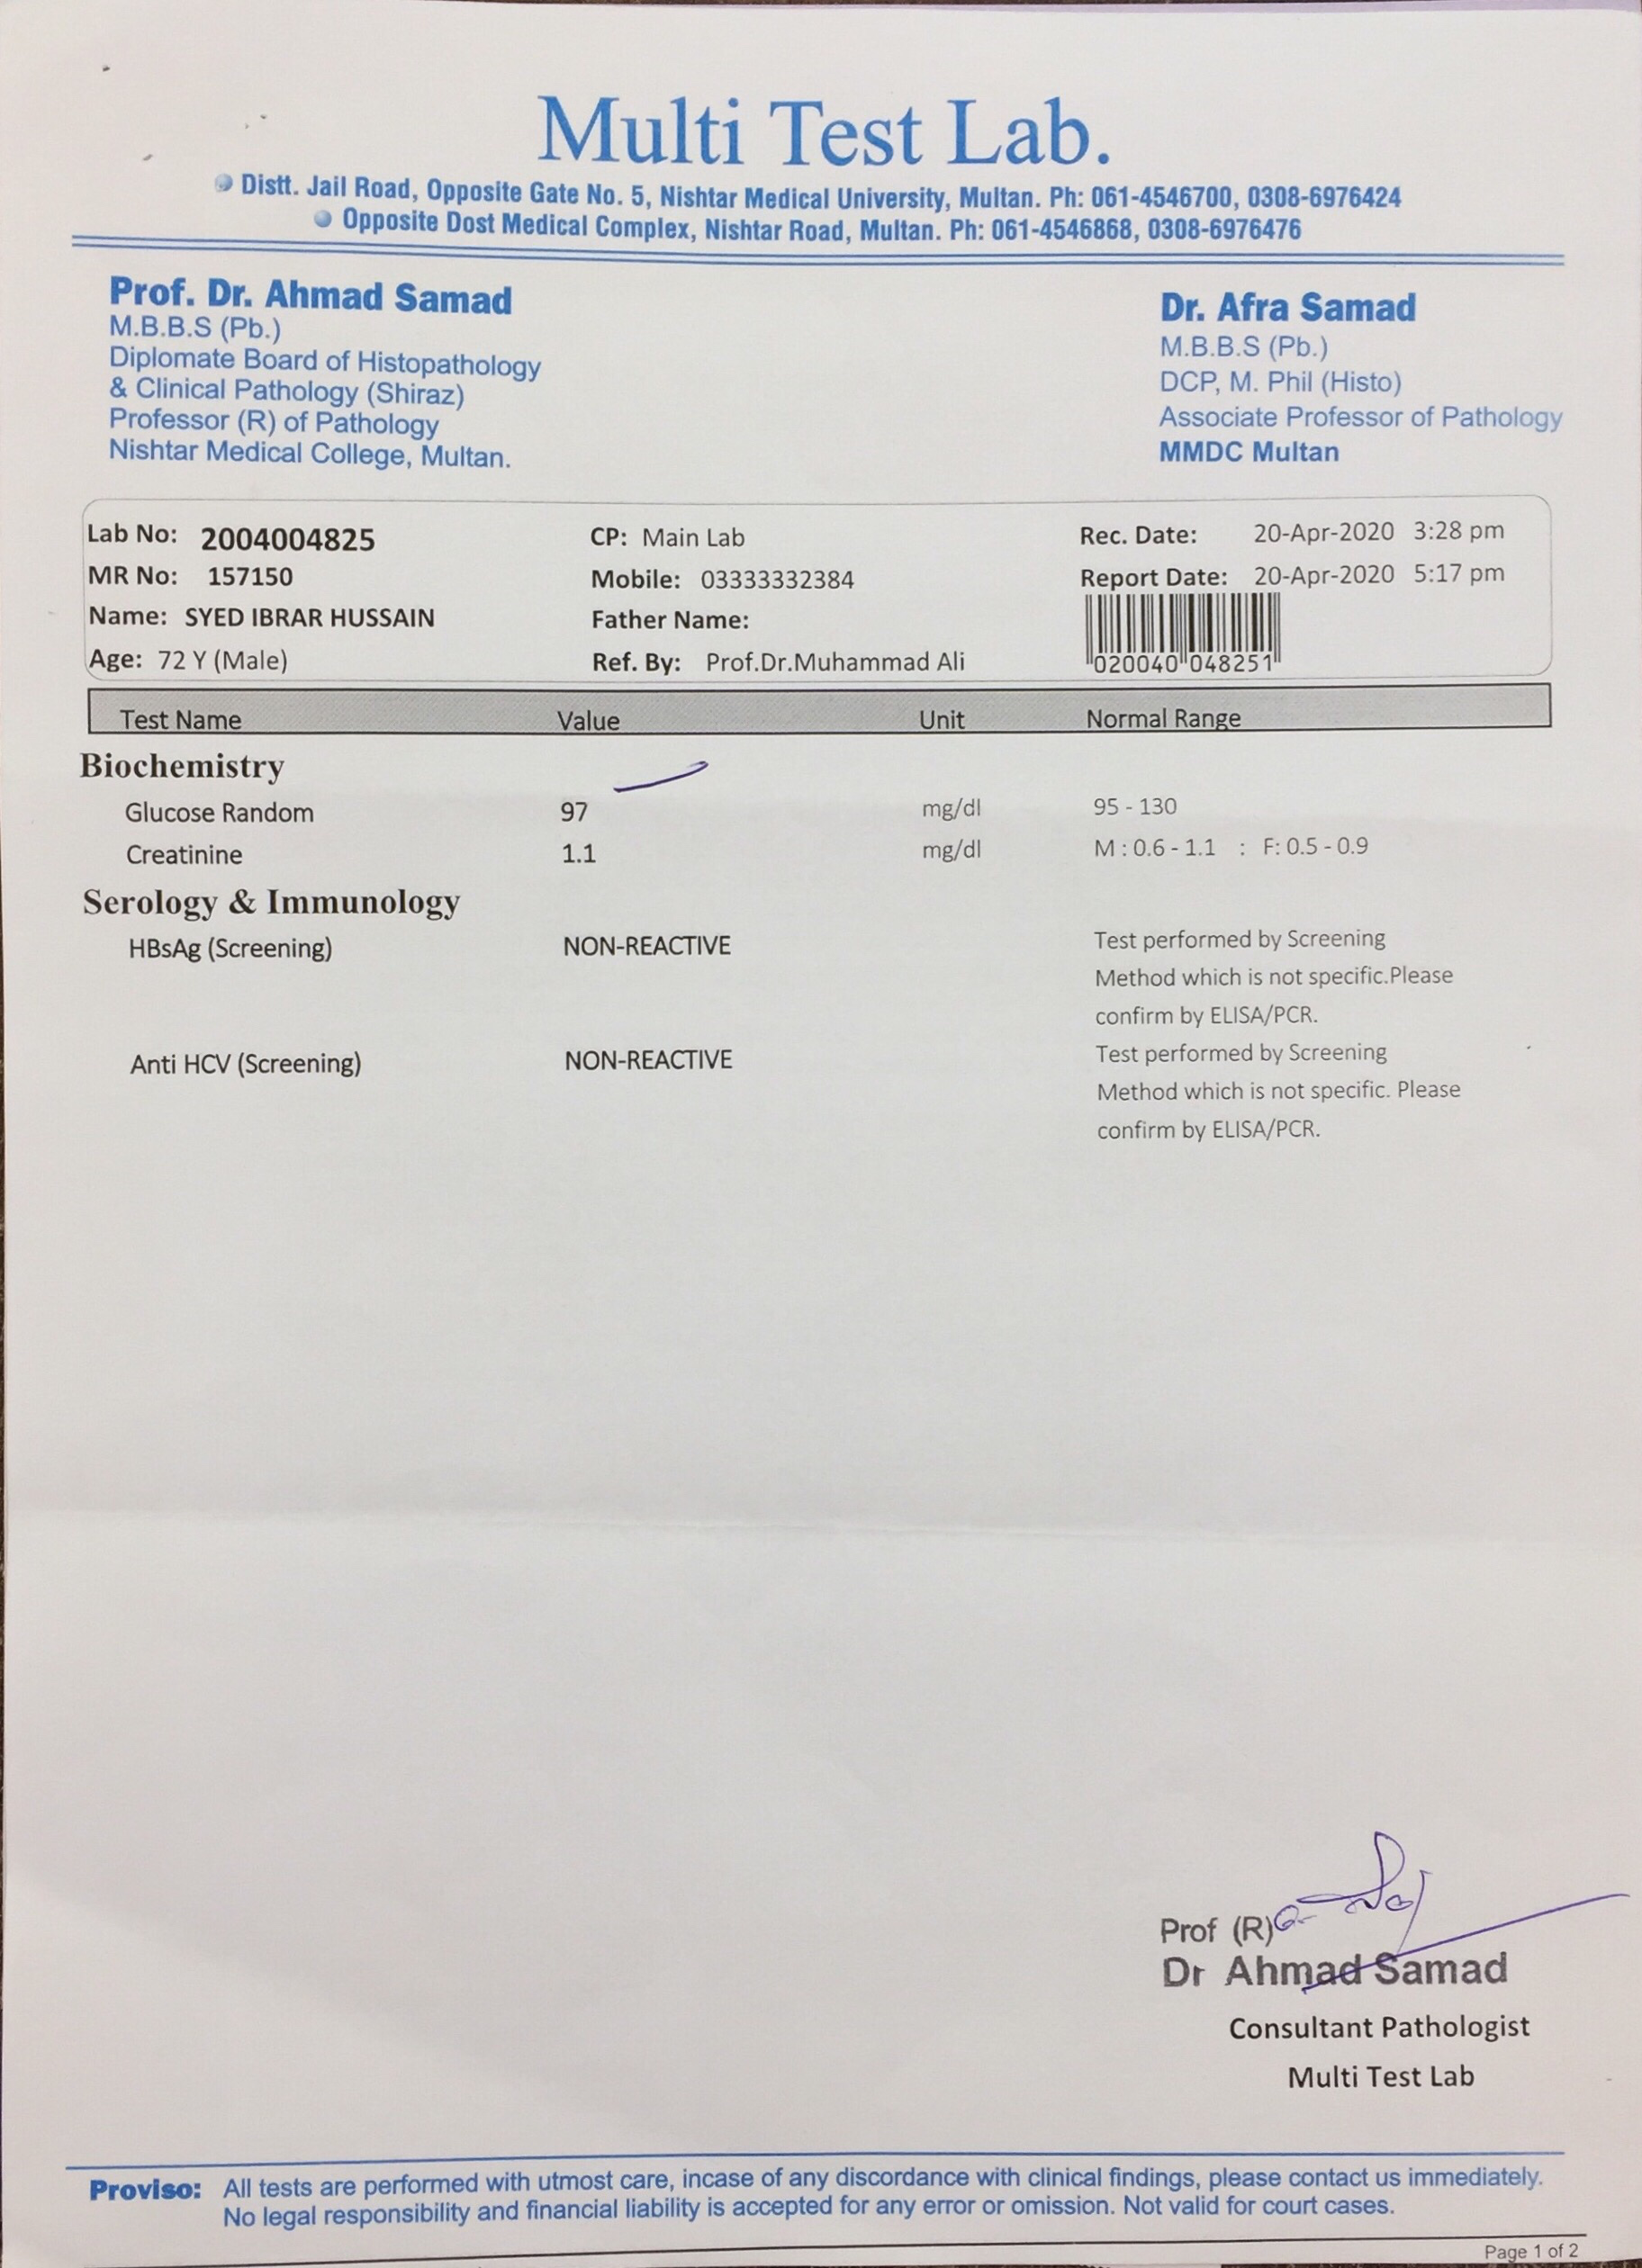 Multi Test Lab.
Distt. Jail Road, Opposite Gate No. 5, Nishtar Medical University, Multan. Ph: 061-4546700, 0308-6976424
Opposite Dost Medical Complex, Nishtar Road, Multan. Ph: 061-4546868, 0308-6976476
Prof. Dr. Ahmad Samad
M.B.B.S (Pb.)
Diplomate Board of Histopathology
& Clinical Pathology (Shiraz)
Professor (R) of Pathology
Nishtar Medical College, Multan.
Dr. Afra Samad
M.B.B.S (Pb.)
DCP, M. Phil (Histo)
Associate Professor of Pathology
MMDC Multan
Lab No: 2004004825 CP: Main Lab Rec. Date: 20-Apr-2020 3:28 pm
MR No: 157150 Mobile: 03333332384 Report Date: 20-Apr-2020 5:17 pm
Name: SYED IBRAR HUSSAIN Father Name:
Age: 72 Y (Male) Ref. By: Prof.Dr.Muhammad Ali "020040"048251"
Test Name Value Unit Normal Range
Biochemistry
Glucose Random 97 mg/dl 95 - 130
Creatinine 1.1 mg/dl M : 0.6 - 1.1 : F: 0.5 - 0.9
Serology & Immunology
HBsAg (Screening) NON-REACTIVE Test performed by Screening
Method which is not specific.Please
confirm by ELISA/PCR.
Anti HCV (Screening) NON-REACTIVE Test performed by Screening
Method which is not specific. Please
confirm by ELISA/PCR.
Prof (R)
Dr Ahmad Samad
Consultant Pathologist
Multi Test Lab
Proviso: All tests are performed with utmost care, incase of any discordance with clinical findings, please contact us immediately.
No legal responsibility and financial liability is accepted for any error or omission. Not valid for court cases.
Page 1 of 2